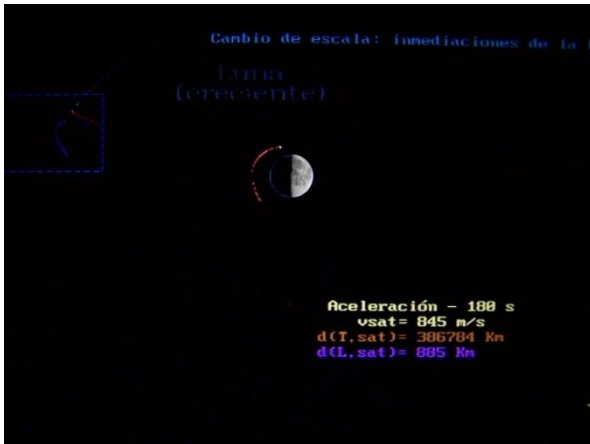 Cambio de escala: inmediaciones de la
Luna
(creciente)
Aceleración - 180 s
vsat= 845 m/s
d(T,sat)= 386784 Km
d(L,sat)= 885 Km